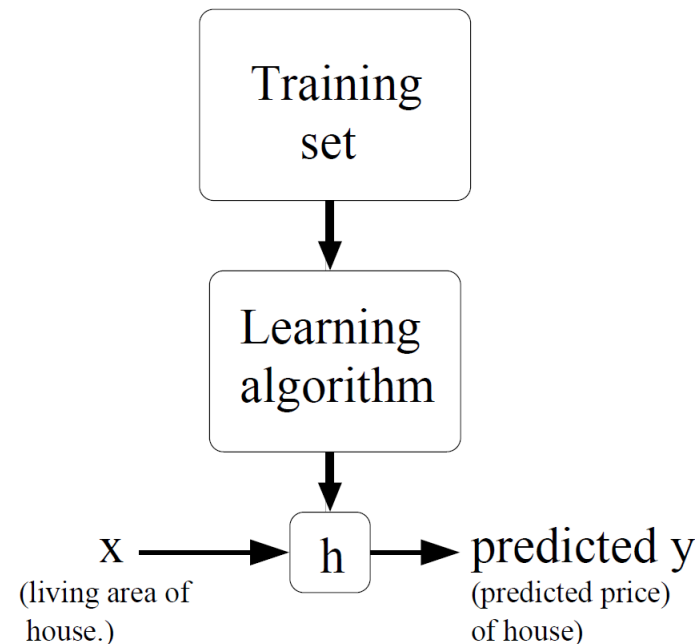 Training
set
Learning
algorithm
x
h
predicted y
(living area of
house.)
(predicted price)
of house)